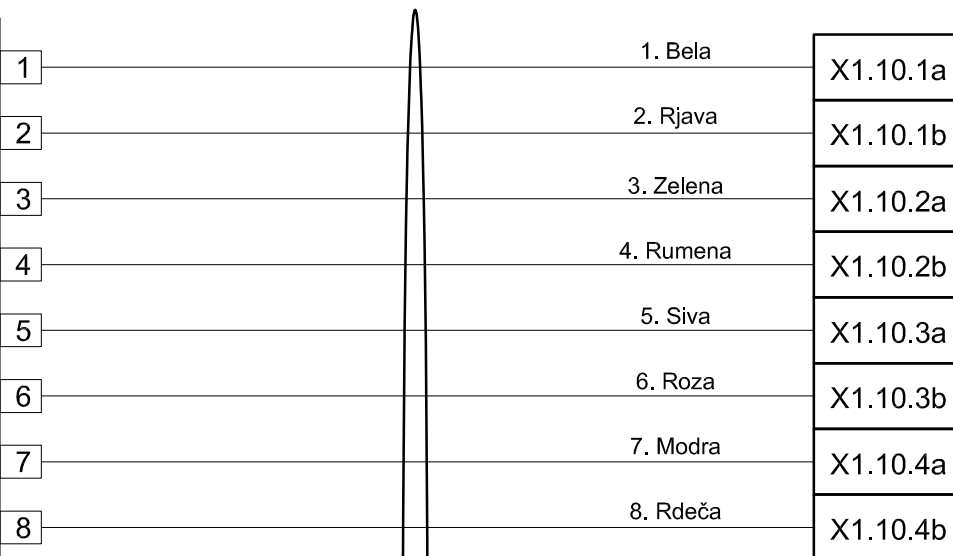 1 1. Bela X1.10.1a
2 2. Rjava X1.10.1b
3 3. Zelena X1.10.2a
4 4. Rumena X1.10.2b
5 5. Siva X1.10.3a
6 6. Roza X1.10.3b
7 7. Modra X1.10.4a
8 8. Rdeča X1.10.4b